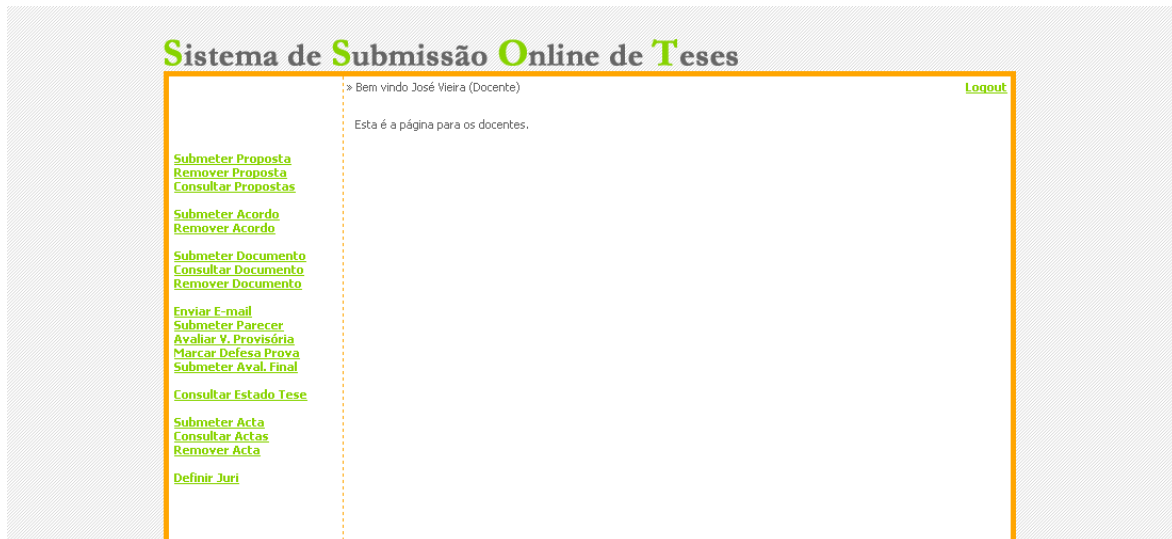 Sistema de Submissão Online de Teses
» Bem vindo José Vieira (Docente)
Logout
Esta é a página para os docentes.
Submeter Proposta
Remover Proposta
Consultar Propostas
Submeter Acordo
Remover Acordo
Submeter Documento
Consultar Documento
Remover Documento
Enviar E-mail
Submeter Parecer
Avaliar V. Provisória
Marcar Defesa Prova
Submeter Aval. Final
Consultar Estado Tese
Submeter Acta
Consultar Actas
Remover Acta
Definir Juri